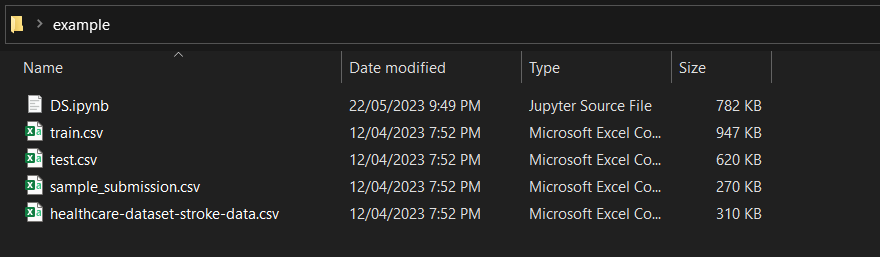 example
Name Date modified Type Size
DS.ipynb 22/05/2023 9:49 PM Jupyter Source File 782 KB
train.csv 12/04/2023 7:52 PM Microsoft Excel Co... 947 KB
test.csv 12/04/2023 7:52 PM Microsoft Excel Co... 620 KB
sample_submission.csv 12/04/2023 7:52 PM Microsoft Excel Co... 270 KB
healthcare-dataset-stroke-data.csv 12/04/2023 7:52 PM Microsoft Excel Co... 310 KB